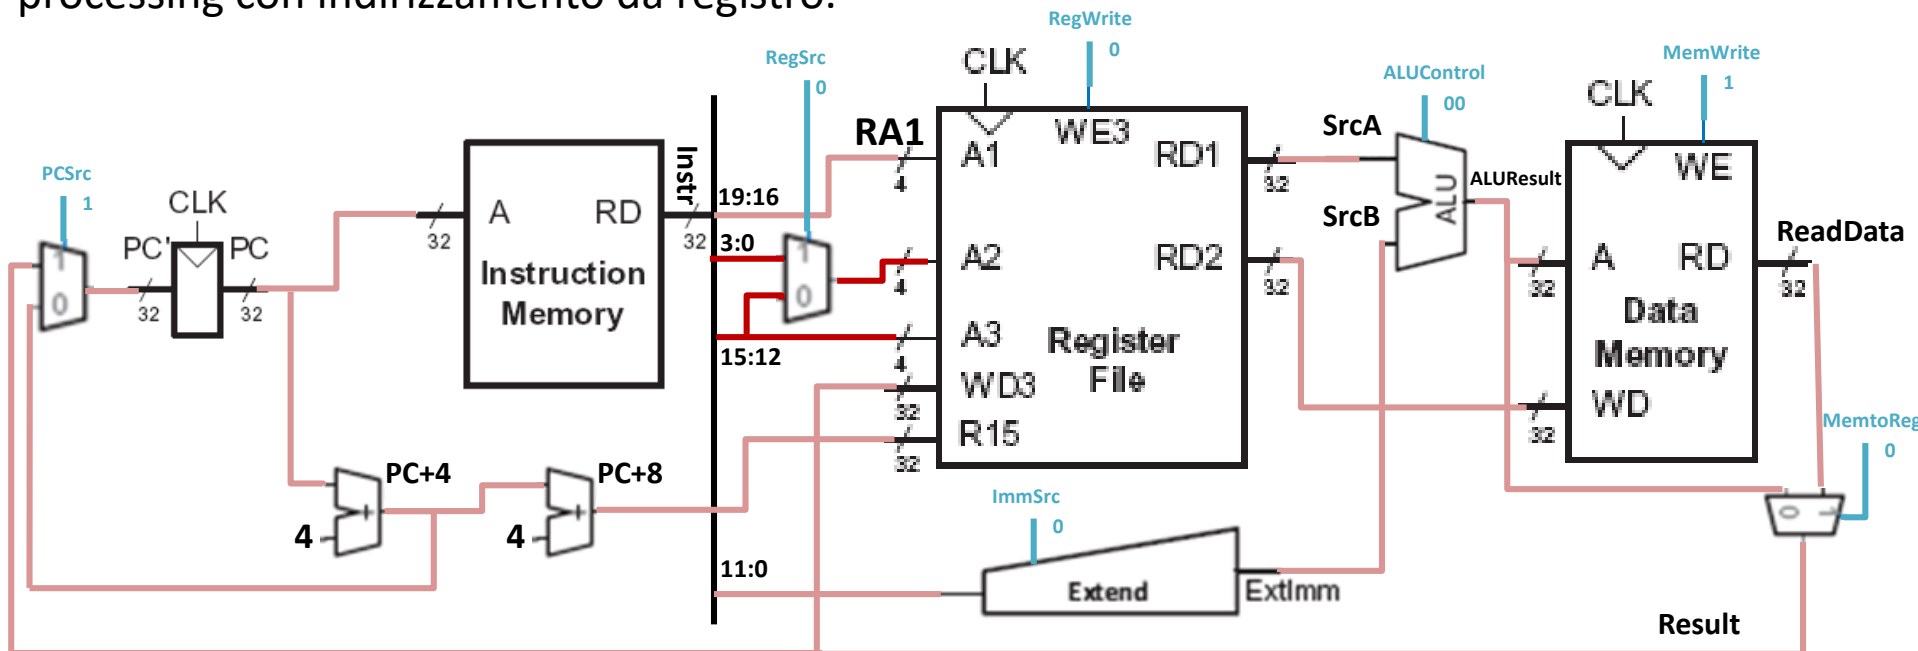 processing con indirizzamento da registro.
RegWrite
0
RegSrc
0
CLK
ALUControl
00
MemWrite
1
CLK
PCSrc
1
CLK
PC'
PC
32
32
1
0
A
RD
32
32
Instruction
Memory
Instr
19:16
3:0
15:12
11:0
1
0
RA1
A1
4
A2
4
A3
4
WD3
32
R15
32
WE3
RD1
32
RD2
32
Register
File
SrcA
SrcB
ALU
ALUResult
WE
A
32
RD
32
Data
Memory
WD
32
ReadData
MemtoReg
0
0
1
PC+4
4
+
PC+8
4
+
ImmSrc
0
Extend
ExtImm
Result